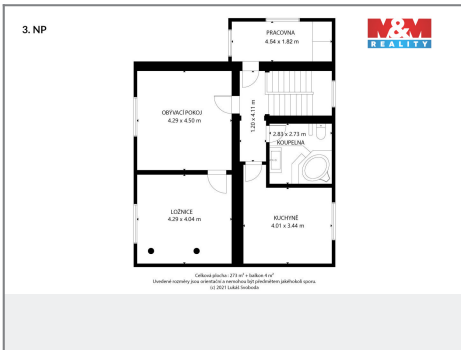 3. NP
M&M
REALITY
PRACOVNA
4.64 x 1.82 m
OBÝVACÍ POKOJ
4.29 x 4.50 m
1.20 x 4.11 m
2.83 x 2.73 m
KOUPELNA
LOŽNICE
4.29 x 4.04 m
KUCHYNĚ
4.01 x 3.44 m
Celková plocha : 273 m² + balkon 4 m²
Uvedené rozměry jsou orientační a nemohou být předmětem jakéhokoli sporu.
(c) 2021 Lukáš Svoboda